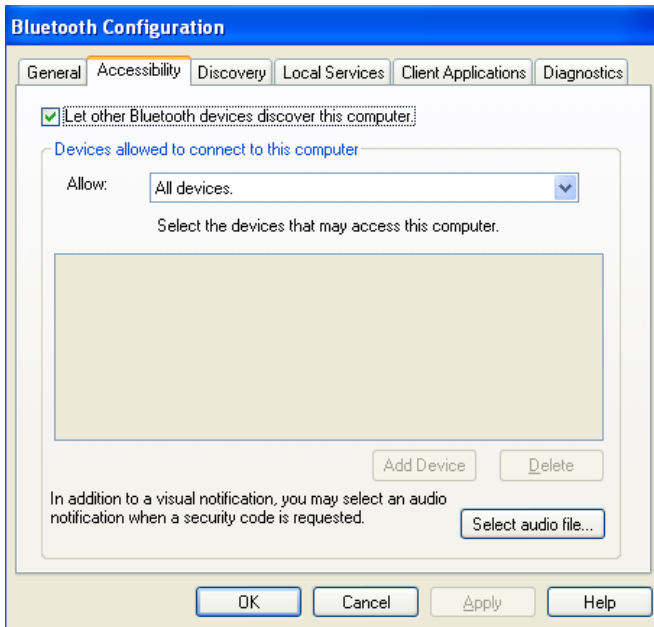 Bluetooth Configuration
General Accessibility Discovery Local Services Client Applications Diagnostics
Let other Bluetooth devices discover this computer.
Devices allowed to connect to this computer
Allow: All devices.
Select the devices that may access this computer.
Add Device Delete
In addition to a visual notification, you may select an audio
notification when a security code is requested.
Select audio file...
OK Cancel Apply Help